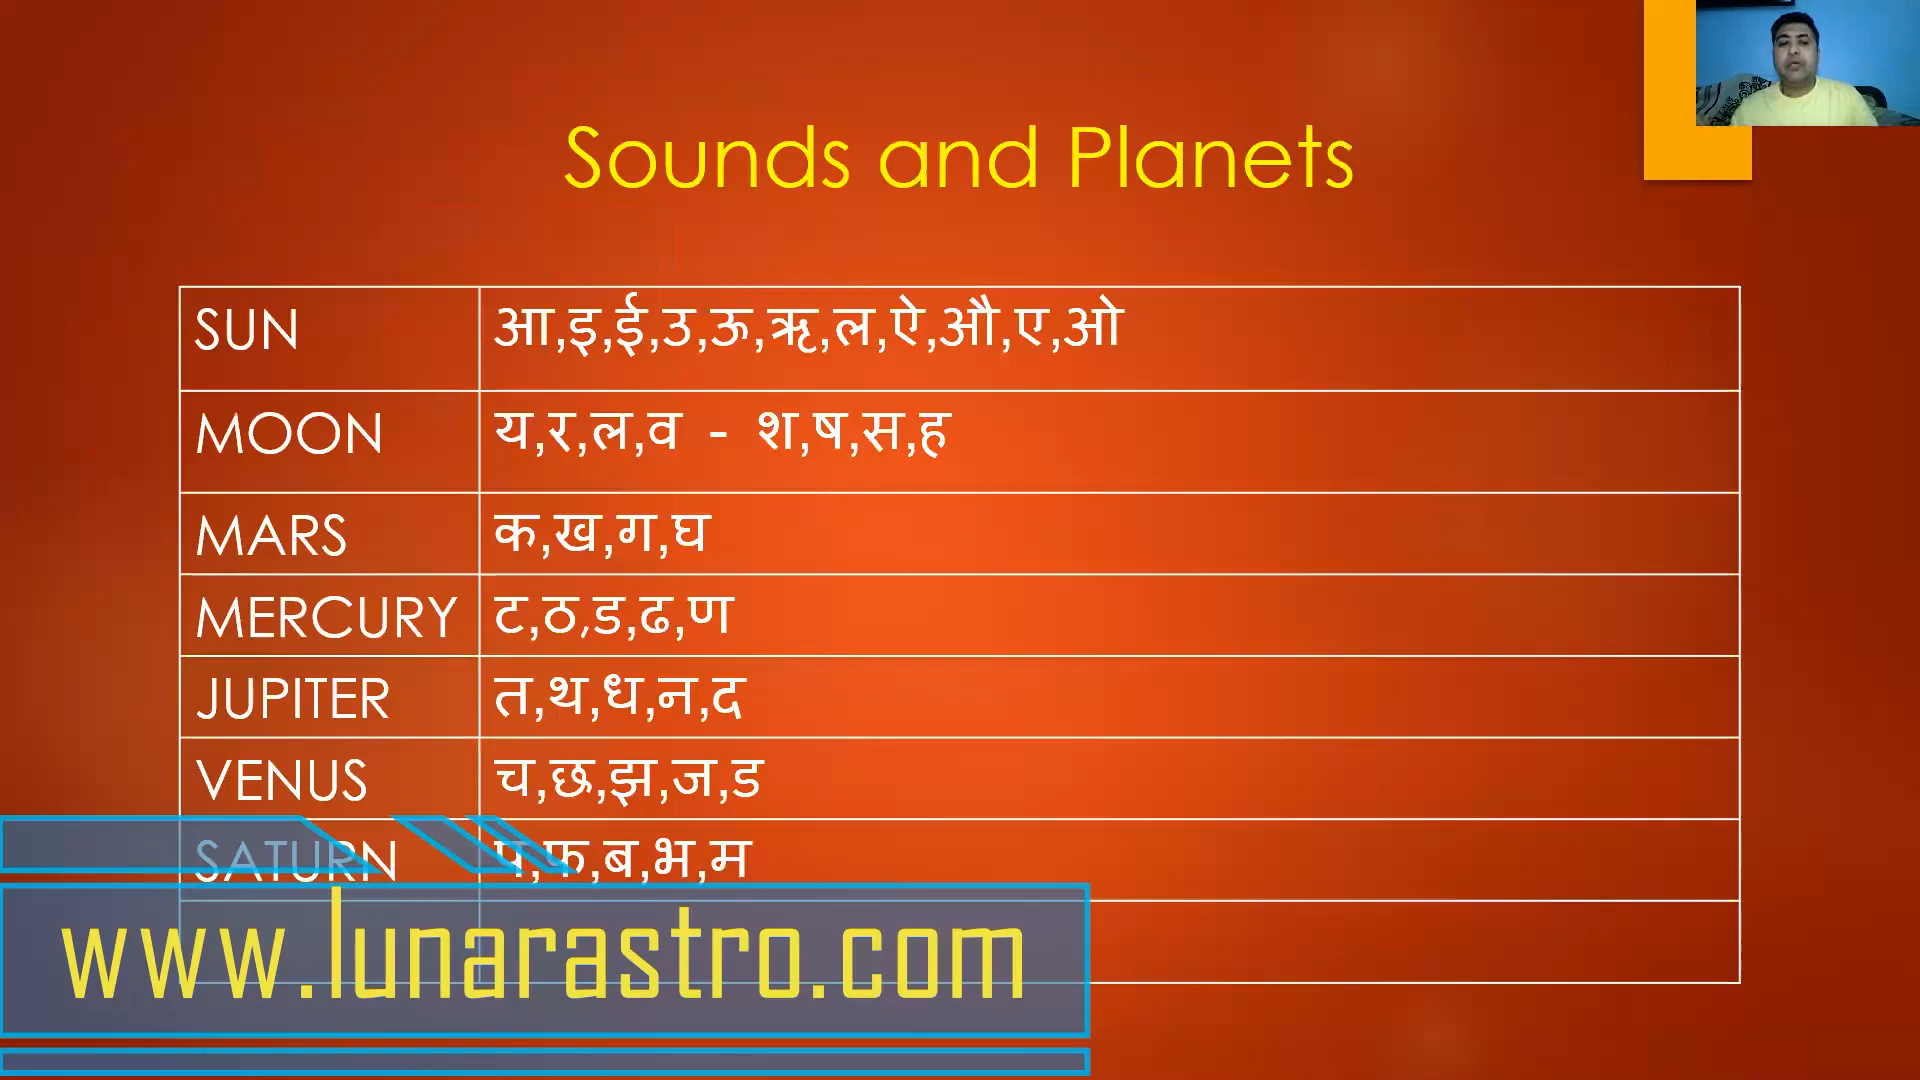 Sounds and Planets
SUN आ,इ,ई,उ,ऊ,ऋ,ल,ऐ,औ,ए,ओ
MOON य,र,ल,व - श,ष,स,ह
MARS क,ख,ग,घ
MERCURY ट,ठ,ड,ढ,ण
JUPITER त,थ,ध,न,द
VENUS च,छ,झ,ज,ड
SATURN प,फ,ब,भ,म
www.lunarastro.com